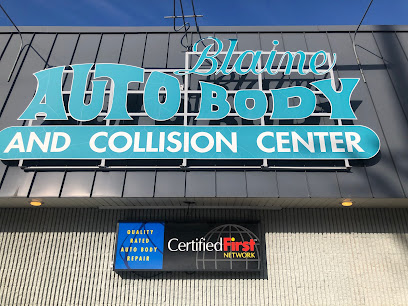 Blaine
AUTO BODY
AND COLLISION CENTER
QUALITY
RATED
AUTO BODY
REPAIR
CertifiedFirst
NETWORK